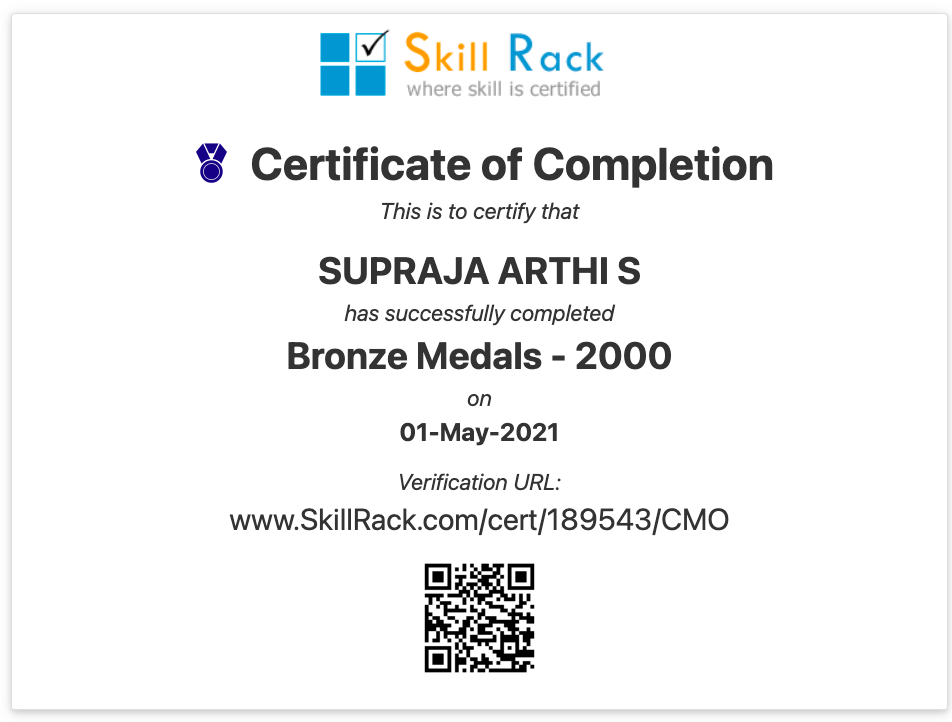 Skill Rack
where skill is certified
Certificate of Completion
This is to certify that
SUPRAJA ARTHI S
has successfully completed
Bronze Medals - 2000
on
01-May-2021
Verification URL:
www.SkillRack.com/cert/189543/CMO